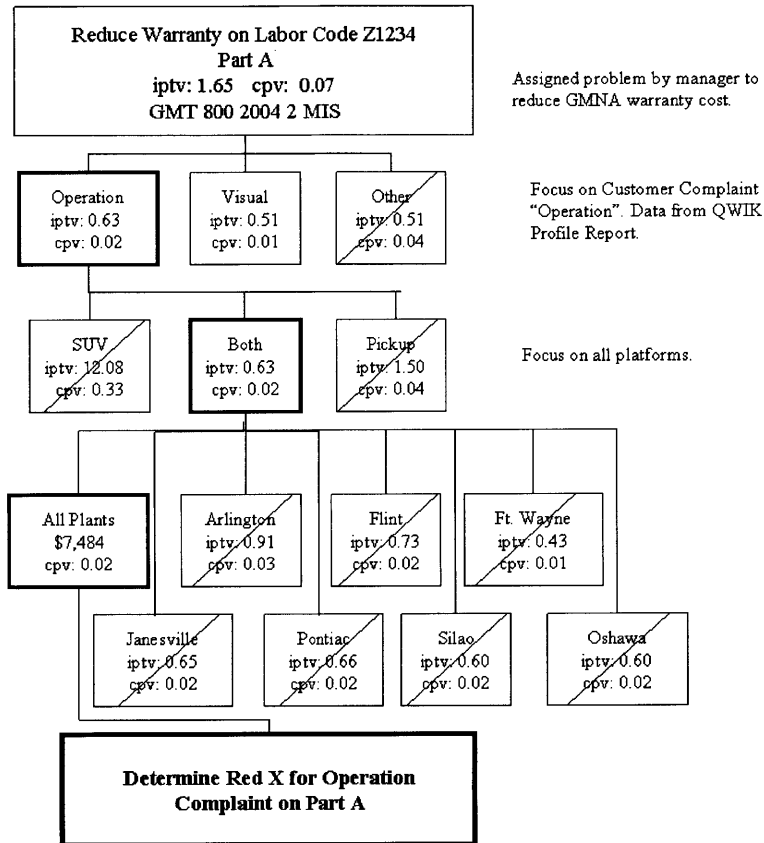 Reduce Warranty on Labor Code Z1234
Part A
iptv: 1.65 cpv: 0.07
GMT 800 2004 2 MIS
Assigned problem by manager to
reduce GMNA warranty cost.
Operation
iptv: 0.63
cpv: 0.02
Visual
iptv: 0.51
cpv: 0.01
Other
iptv: 0.51
cpv: 0.04
Focus on Customer Complaint
“Operation”. Data from QWIK
Profile Report.
SUV
iptv: 12.08
cpv: 0.33
Both
iptv: 0.63
cpv: 0.02
Pickup
iptv: 1.50
cpv: 0.04
Focus on all platforms.
All Plants
$7,484
cpv: 0.02
Arlington
iptv: 0.91
cpv: 0.03
Flint
iptv: 0.73
cpv: 0.02
Ft. Wayne
iptv: 0.43
cpv: 0.01
Janesville
iptv: 0.65
cpv: 0.02
Pontiac
iptv: 0.66
cpv: 0.02
Silao
iptv: 0.60
cpv: 0.02
Oshawa
iptv: 0.60
cpv: 0.02
Determine Red X for Operation
Complaint on Part A